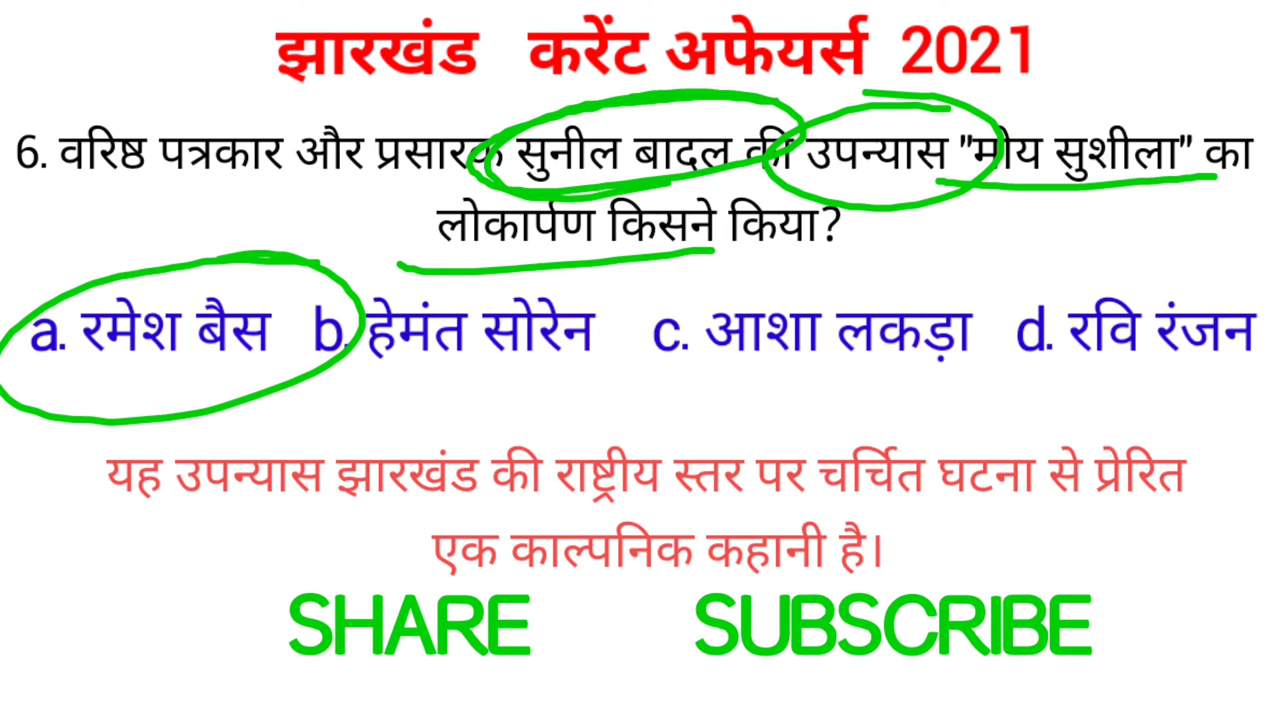 झारखंड करेंट अफेयर्स 2021
6. वरिष्ठ पत्रकार और प्रसारक सुनील बादल की उपन्यास "मोय सुशीला" का
लोकार्पण किसने किया?
a. रमेश बैस b. हेमंत सोरेन c. आशा लकड़ा d. रवि रंजन
यह उपन्यास झारखंड की राष्ट्रीय स्तर पर चर्चित घटना से प्रेरित
एक काल्पनिक कहानी है।
SHARE SUBSCRIBE